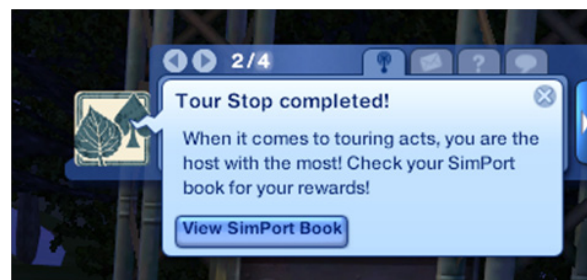 2/4
?
Tour Stop completed!
When it comes to touring acts, you are the
host with the most! Check your SimPort
book for your rewards!
View SimPort Book